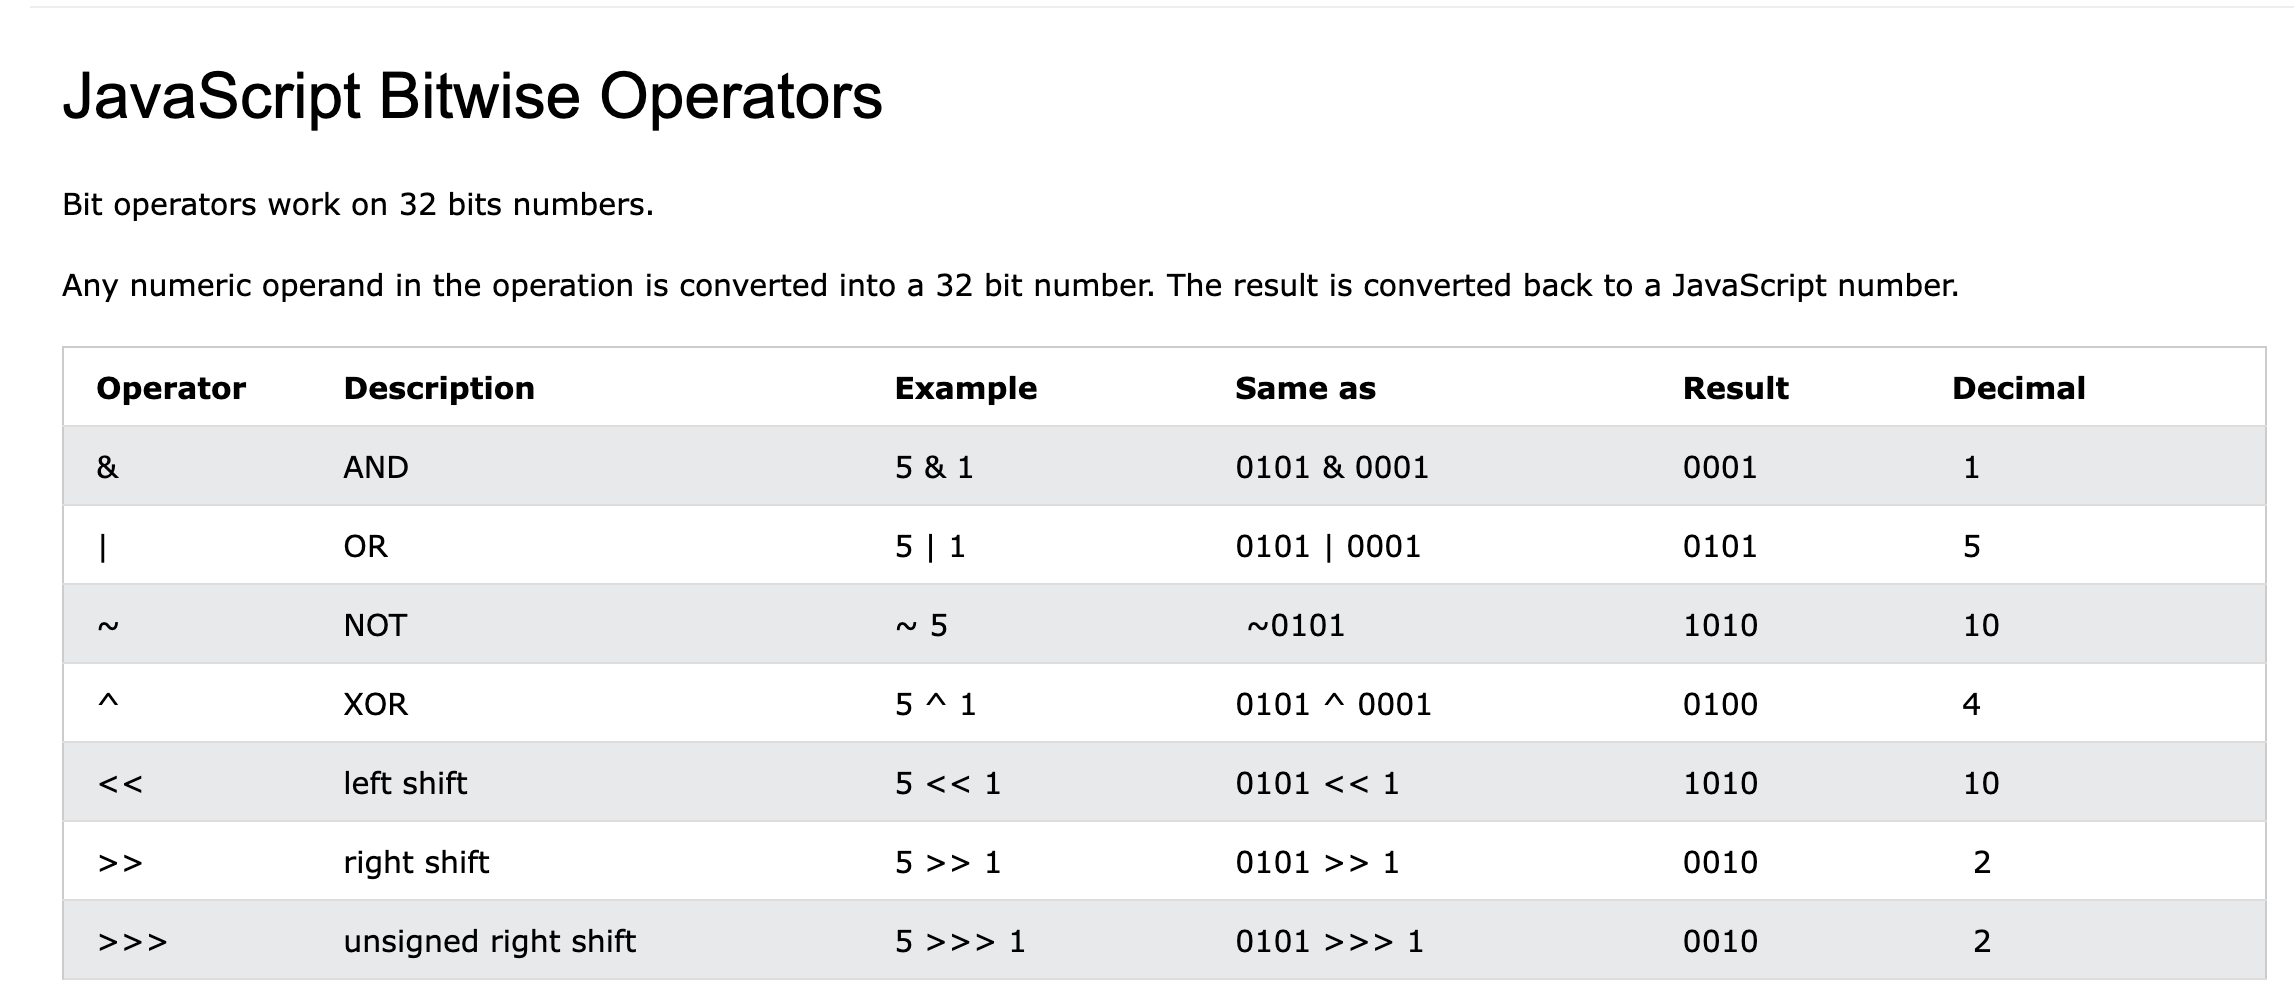 JavaScript Bitwise Operators
Bit operators work on 32 bits numbers.
Any numeric operand in the operation is converted into a 32 bit number. The result is converted back to a JavaScript number.
Operator Description Example Same as Result Decimal
& AND 5 & 1 0101 & 0001 0001 1
| OR 5 | 1 0101 | 0001 0101 5
~ NOT ~ 5 ~0101 1010 10
^ XOR 5 ^ 1 0101 ^ 0001 0100 4
<< left shift 5 << 1 0101 << 1 1010 10
>> right shift 5 >> 1 0101 >> 1 0010 2
>>> unsigned right shift 5 >>> 1 0101 >>> 1 0010 2